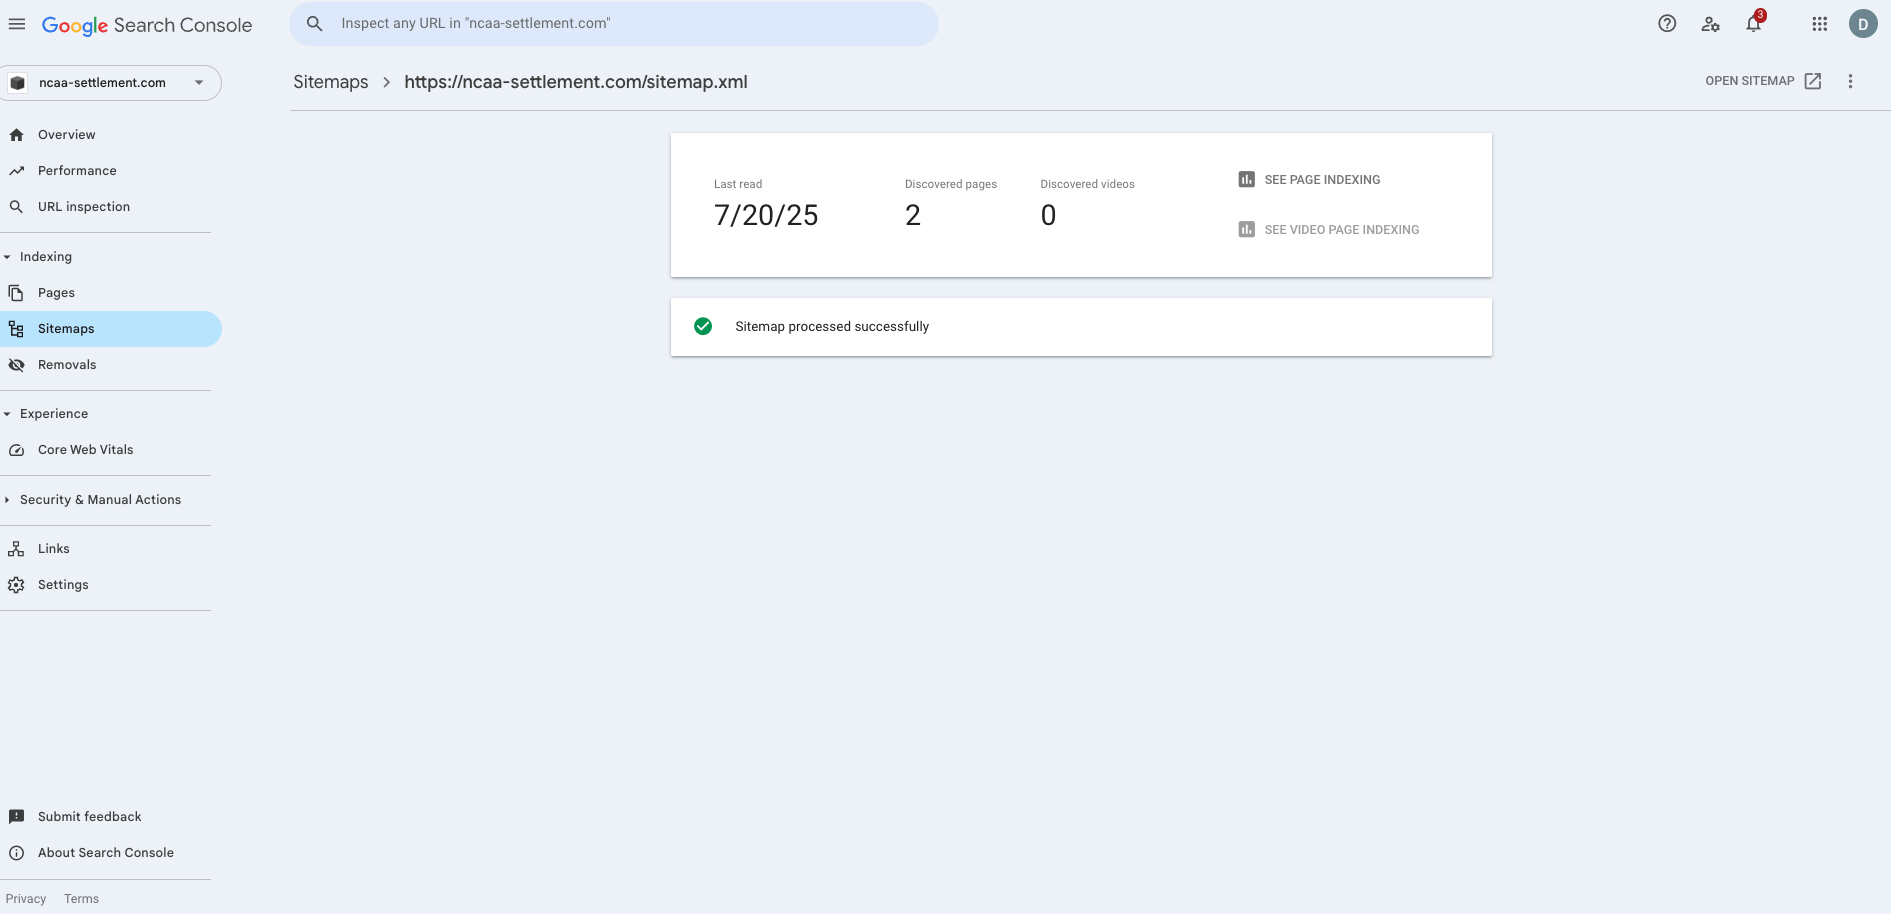 Google Search Console
Inspect any URL in "ncaa-settlement.com"
3
D
ncaa-settlement.com
Sitemaps
https://ncaa-settlement.com/sitemap.xml
OPEN SITEMAP
Overview
Performance
URL inspection
Indexing
Pages
Sitemaps
Removals
Experience
Core Web Vitals
Security & Manual Actions
Links
Settings
Submit feedback
About Search Console
Privacy Terms
Last read
7/20/25
Discovered pages
2
Discovered videos
0
SEE PAGE INDEXING
SEE VIDEO PAGE INDEXING
Sitemap processed successfully